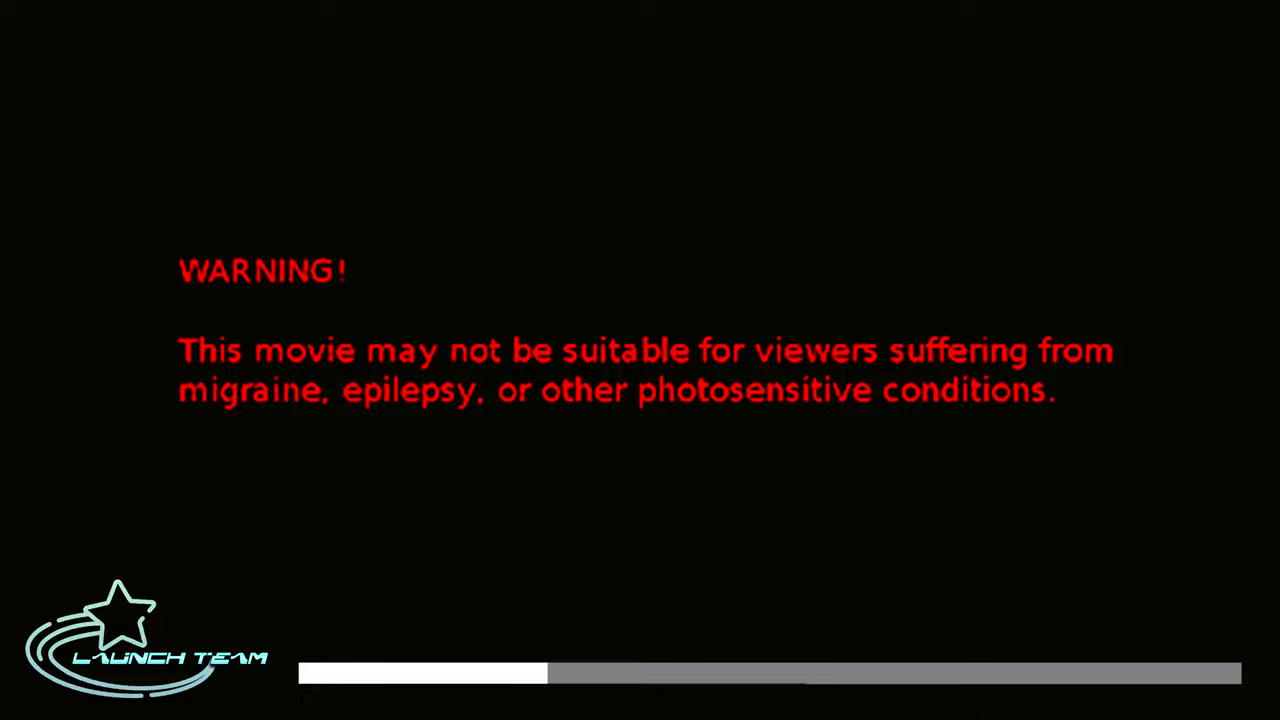 WARNING!
This movie may not be suitable for viewers suffering from
migraine, epilepsy, or other photosensitive conditions.
LAUNCH TEAM